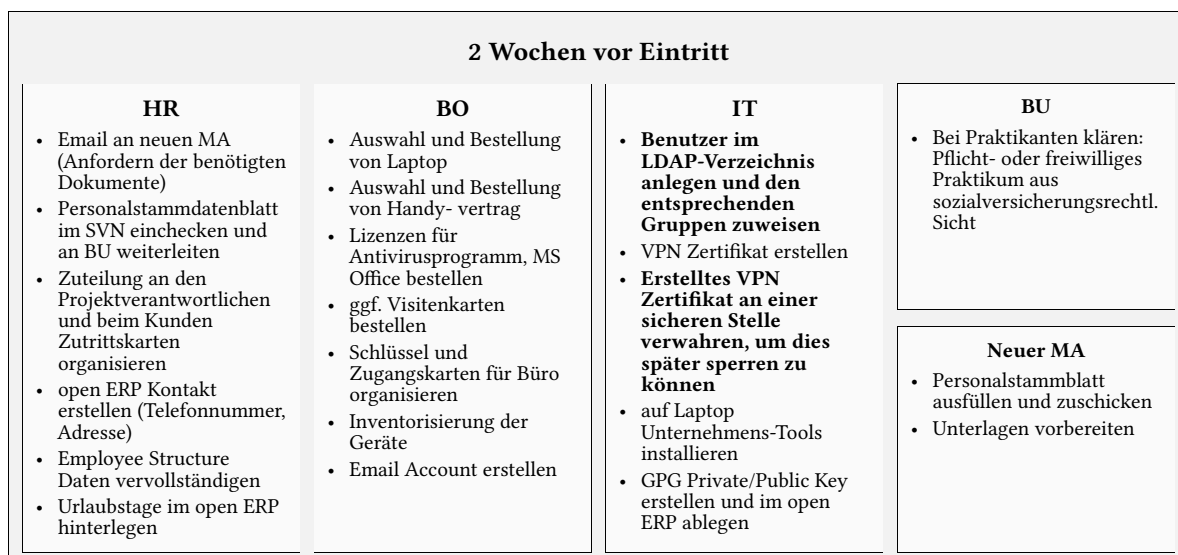 2 Wochen vor Eintritt
HR
• Email an neuen MA
(Anfordern der benötigten
Dokumente)
• Personalstammdatenblatt
im SVN einchecken und
an BU weiterleiten
• Zuteilung an den
Projektverantwortlichen
und beim Kunden
Zutrittskarten
organisieren
• open ERP Kontakt
erstellen (Telefonnummer,
Adresse)
• Employee Structure
Daten vervollständigen
• Urlaubstage im open ERP
hinterlegen
BO
• Auswahl und Bestellung
von Laptop
• Auswahl und Bestellung
von Handy- vertrag
• Lizenzen für
Antivirusprogramm, MS
Office bestellen
• ggf. Visitenkarten
bestellen
• Schlüssel und
Zugangskarten für Büro
organisieren
• Inventorisierung der
Geräte
• Email Account erstellen
IT
• Benutzer im
LDAP-Verzeichnis
anlegen und den
entsprechenden
Gruppen zuweisen
• VPN Zertifikat erstellen
• Erstelltes VPN
Zertifikat an einer
sicheren Stelle
verwahren, um dies
später sperren zu
können
• auf Laptop
Unternehmens-Tools
installieren
• GPG Private/Public Key
erstellen und im open
ERP ablegen
BU
• Bei Praktikanten klären:
Pflicht- oder freiwilliges
Praktikum aus
sozialversicherungsrechtl.
Sicht
Neuer MA
• Personalstammblatt
ausfüllen und zuschicken
• Unterlagen vorbereiten